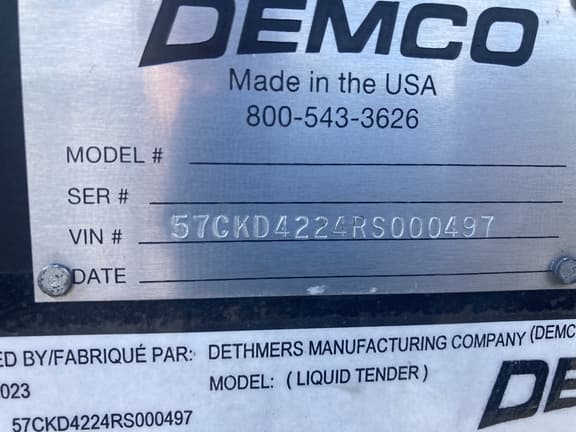 DEMCO
Made in the USA
800-543-3626
MODEL #
SER #
VIN # 57CKD4224RS000497
DATE
ED BY/FABRIQUÉ PAR: DETHMERS MANUFACTURING COMPANY (DEMC
023 MODEL: ( LIQUID TENDER ) DE
57CKD4224RS000497